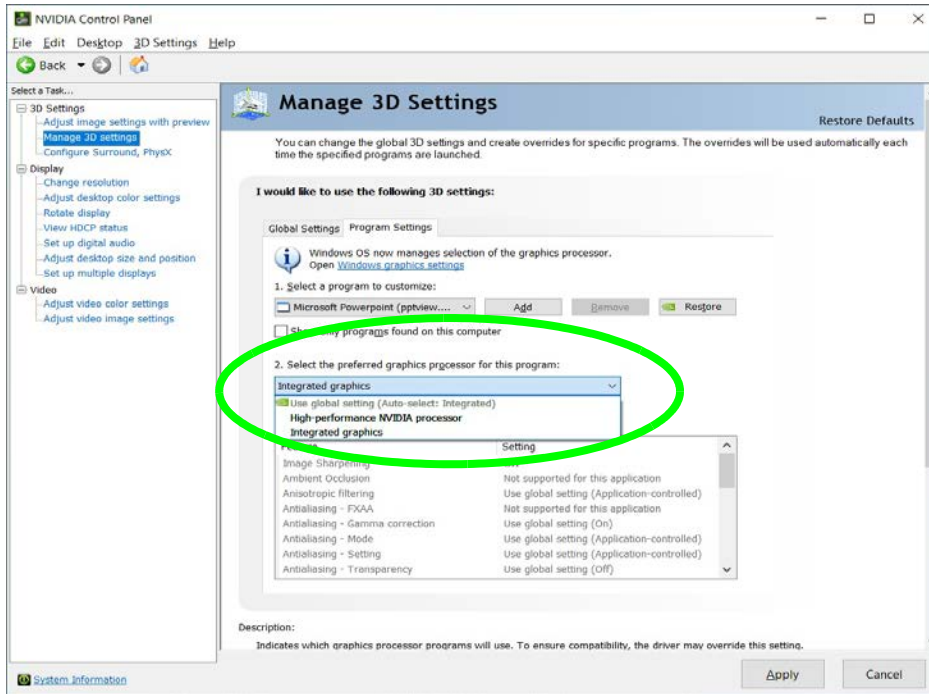 NVIDIA Control Panel
File Edit Desktop 3D Settings Help
Back
Select a Task...
3D Settings
Adjust image settings with preview
Manage 3D settings
Configure Surround, PhysX
Display
Change resolution
Adjust desktop color settings
Rotate display
View HDCP status
Set up digital audio
Adjust desktop size and position
Set up multiple displays
Video
Adjust video color settings
Adjust video image settings
System Information
Manage 3D Settings
Restore Defaults
You can change the global 3D settings and create overrides for specific programs. The overrides will be used automatically each
time the specified programs are launched.
I would like to use the following 3D settings:
Global Settings Program Settings
Windows OS now manages selection of the graphics processor.
Open Windows graphics settings
1. Select a program to customize:
Microsoft Powerpoint (pptview.... Add Remove Restore
only programs found on this computer
2. Select the preferred graphics processor for this program:
Integrated graphics
Use global setting (Auto-select: Integrated)
High-performance NVIDIA processor
Integrated graphics
Setting
Image Sharpening
Ambient Occlusion Not supported for this application
Anisotropic filtering Use global setting (Application-controlled)
Antialiasing - FXAA Not supported for this application
Antialiasing - Gamma correction Use global setting (On)
Antialiasing - Mode Use global setting (Application-controlled)
Antialiasing - Setting Use global setting (Application-controlled)
Antialiasing - Transparency Use global setting (Off)
Description:
Indicates which graphics processor programs will use. To ensure compatibility, the driver may override this setting.
Apply Cancel